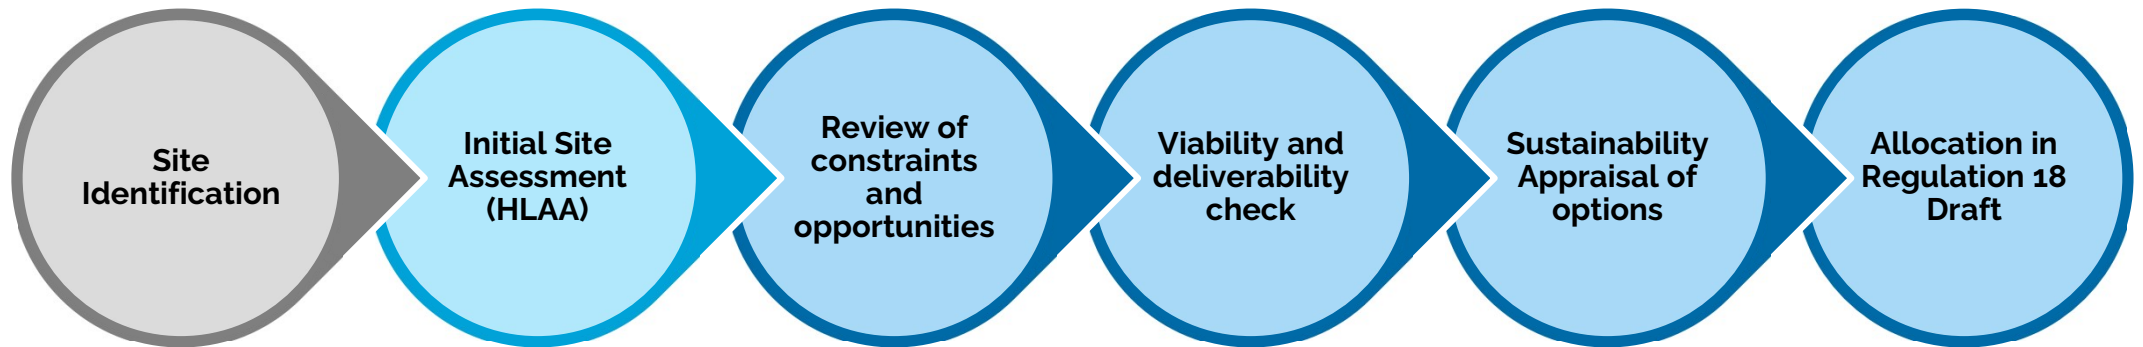 Site
Identification
Initial Site
Assessment
(HLAA)
Review of
constraints
and
opportunities
Viability and
deliverability
check
Sustainability
Appraisal of
options
Allocation in
Regulation 18
Draft